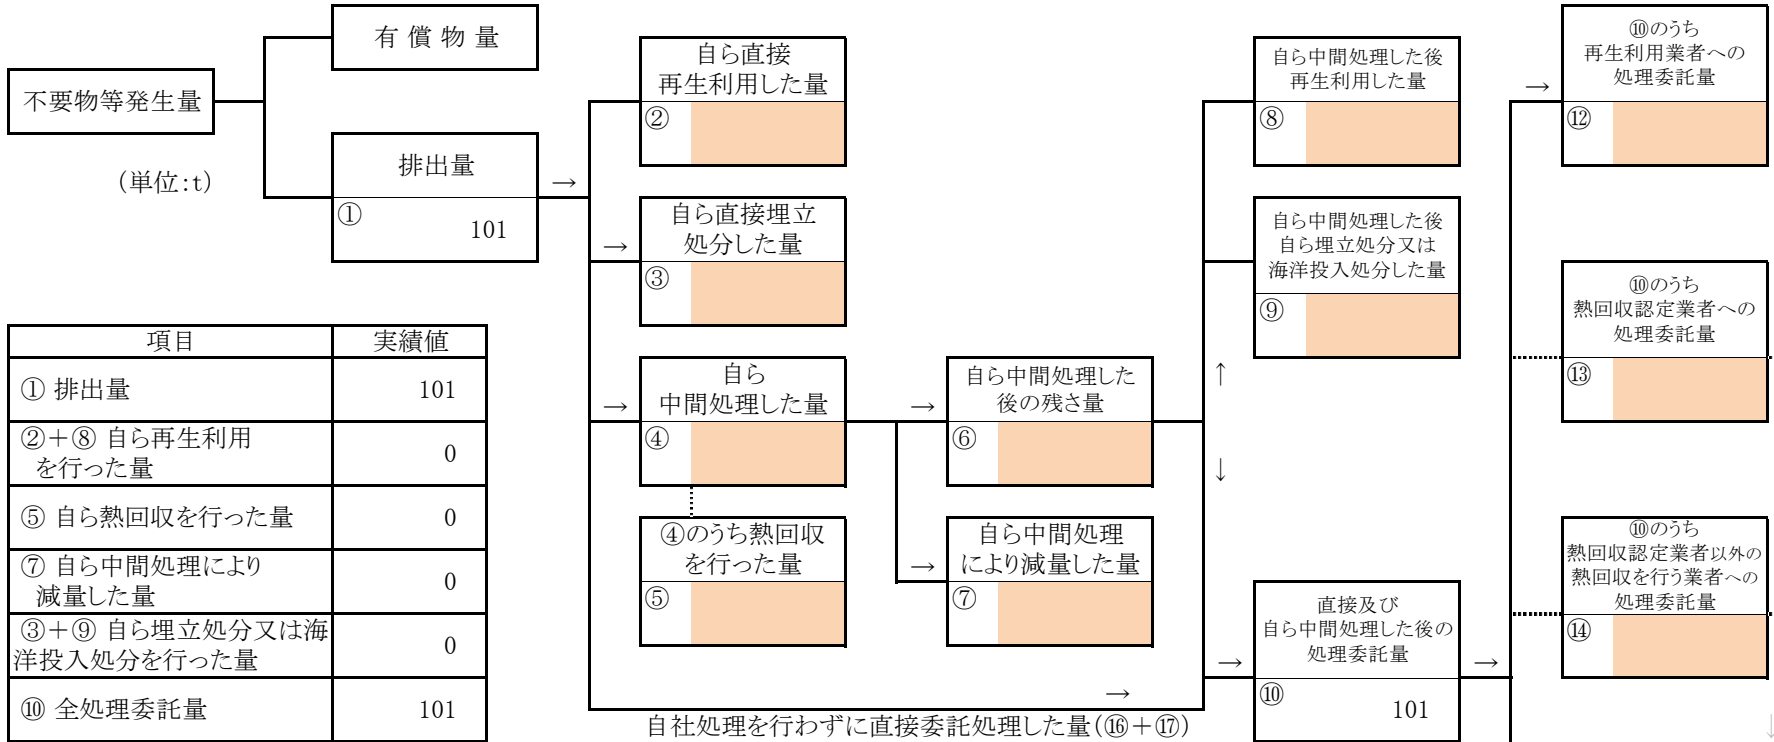 有 償 物 量
不要物等発生量
(単位:t)
排出量
①
101
→
自ら直接
再生利用した量
②
→
自ら直接埋立
処分した量
③
→
自ら
中間処理した量
④
④のうち熱回収
を行った量
⑤
→
自ら中間処理した
後の残さ量
⑥
→
自ら中間処理
により減量した量
⑦
自ら中間処理した後
再生利用した量
⑧
自ら中間処理した後
自ら埋立処分又は
海洋投入処分した量
⑨
↑
↓
→
直接及び
自ら中間処理した後の
処理委託量
⑩
101
→
→
自社処理を行わずに直接委託処理した量(⑯+⑰)
→
⑩のうち
再生利用業者への
処理委託量
⑫
⑩のうち
熱回収認定業者への
処理委託量
⑬
⑩のうち
熱回収認定業者以外の
熱回収を行う業者への
処理委託量
⑭
↓
項目 実績値
① 排出量 101
②+⑧ 自ら再生利用
を行った量 0
⑤ 自ら熱回収を行った量 0
⑦ 自ら中間処理により
減量した量 0
③+⑨ 自ら埋立処分又は海
洋投入処分を行った量 0
⑩ 全処理委託量 101